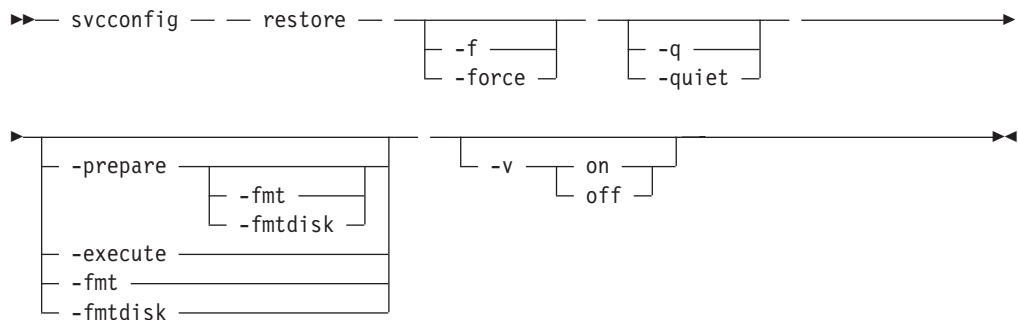 svcconfig restore
-f
-force
-q
-quiet
-prepare
-fmt
-fmtdisk
-execute
-fmt
-fmtdisk
-v on
off